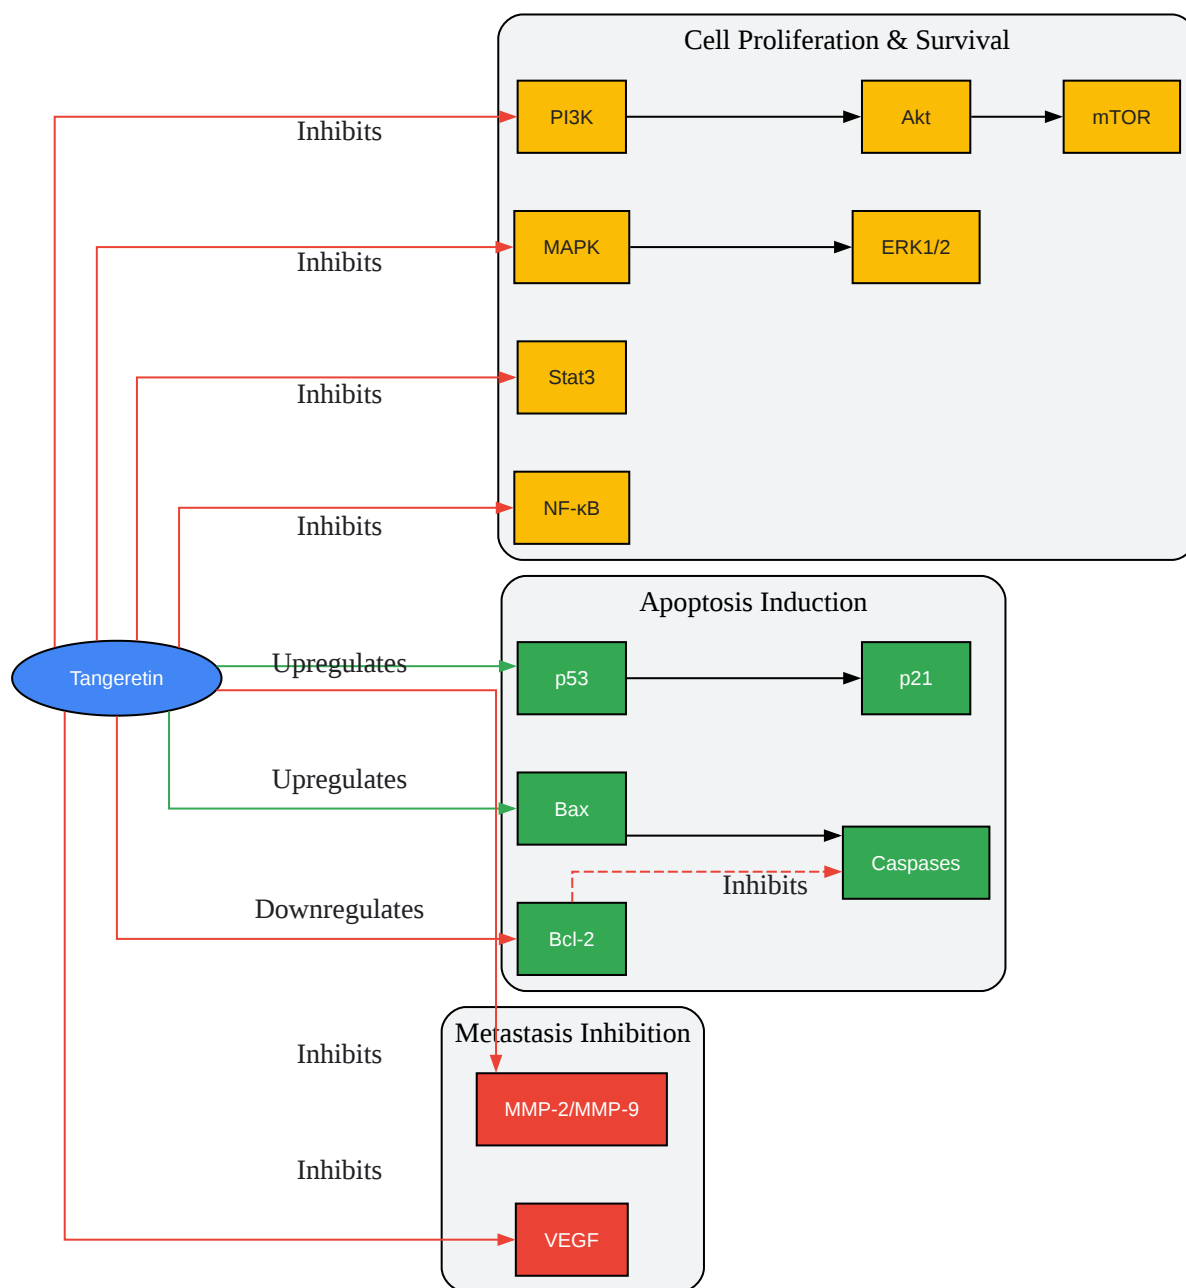 Cell Proliferation & Survival
Inhibits
PI3K
Akt
mTOR
Inhibits
MAPK
ERK1/2
Inhibits
Stat3
Inhibits
NF-κB
Apoptosis Induction
Tangeretin
Upregulates
p53
p21
Upregulates
Bax
Caspases
Inhibits
Downregulates
Bcl-2
Metastasis Inhibition
Inhibits
MMP-2/MMP-9
Inhibits
VEGF